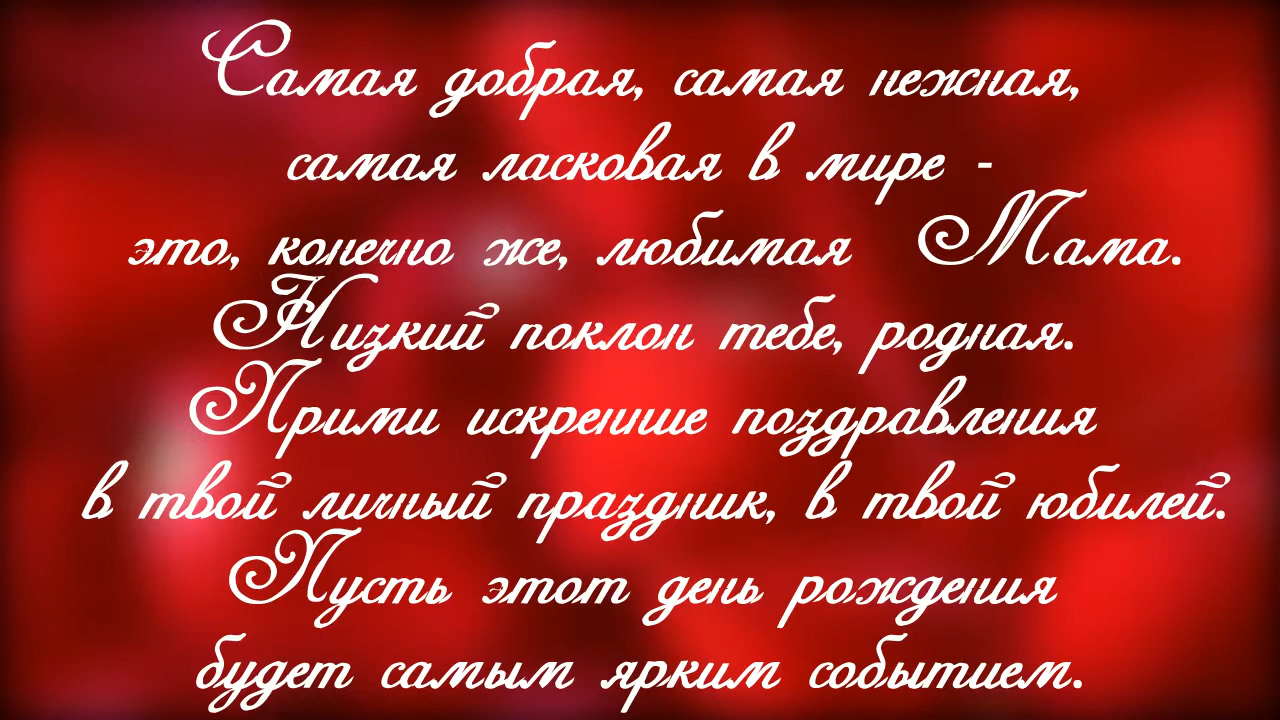 Самая добрая, самая нежная,
самая ласковая в мире -
это, конечно же, любимая Мама.
Низкий поклон тебе, родная.
Прими искренние поздравления
в твой личный праздник, в твой юбилей.
Пусть этот день рождения
будет самым ярким событием.